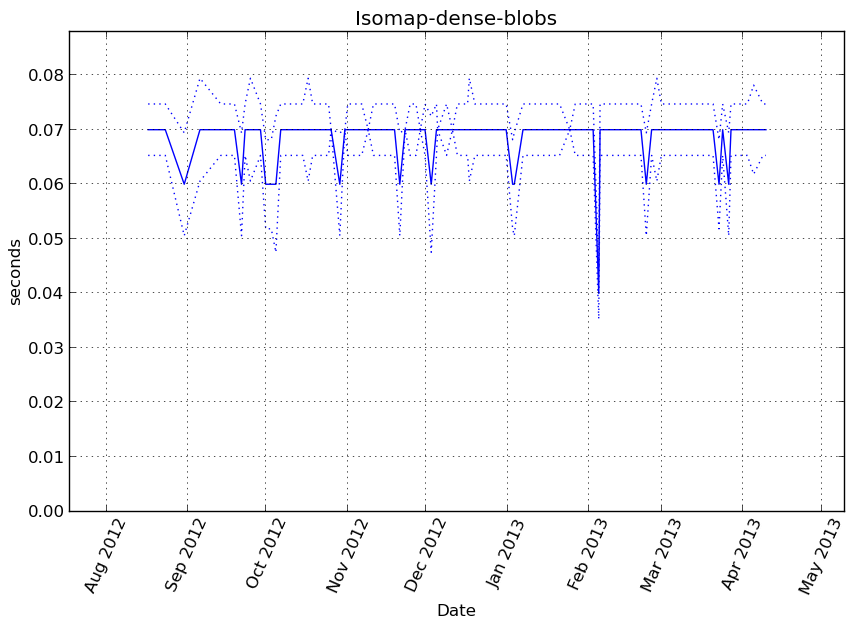 Isomap-dense-blobs
0.08
0.07
0.06
0.05
0.04
0.03
0.02
0.01
0.00
seconds
Aug 2012
Sep 2012
Oct 2012
Nov 2012
Dec 2012
Jan 2013
Feb 2013
Mar 2013
Apr 2013
May 2013
Date